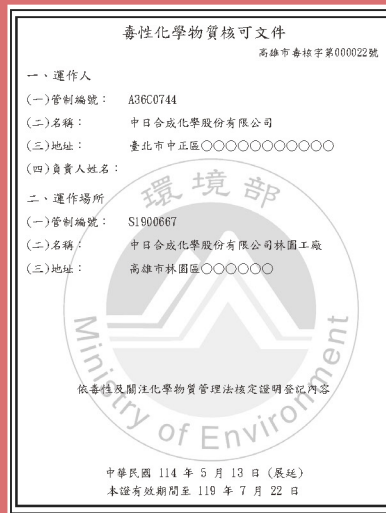 毒性化學物質核可文件
高雄市毒核字第000022號
一、運作人
(一)管制編號： A36C0744
(二)名稱： 中日合成化學股份有限公司
(三)地址： 臺北市中正區○○○○○○○○○○○
(四)負責人姓名：
二、運作場所
(一)管制編號： S1900667
(二)名稱： 中日合成化學股份有限公司林園工廠
(三)地址： 高雄市林園區○○○○○○
環境部
Ministry of Environment
依毒性及關注化學物質管理法核定證明登記內容
中華民國 114 年 5 月 13 日 (展延)
本證有效期間至 119 年 7 月 22 日